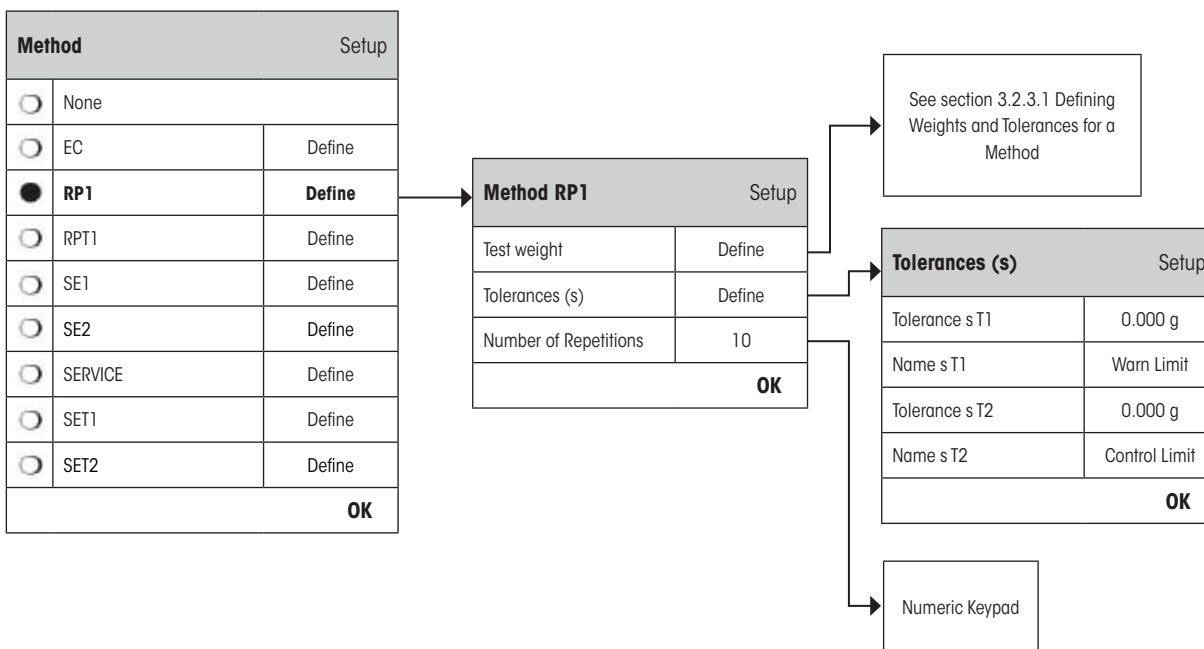 Method Setup
None
EC Define
RP1 Define
RPT1 Define
SE1 Define
SE2 Define
SERVICE Define
SET1 Define
SET2 Define
OK
Method RP1 Setup
Test weight Define
Tolerances (s) Define
Number of Repetitions 10
OK
See section 3.2.3.1 Defining
Weights and Tolerances for a
Method
Tolerances (s) Setup
Tolerance s T1 0.000 g
Name s T1 Warn Limit
Tolerance s T2 0.000 g
Name s T2 Control Limit
OK
Numeric Keypad